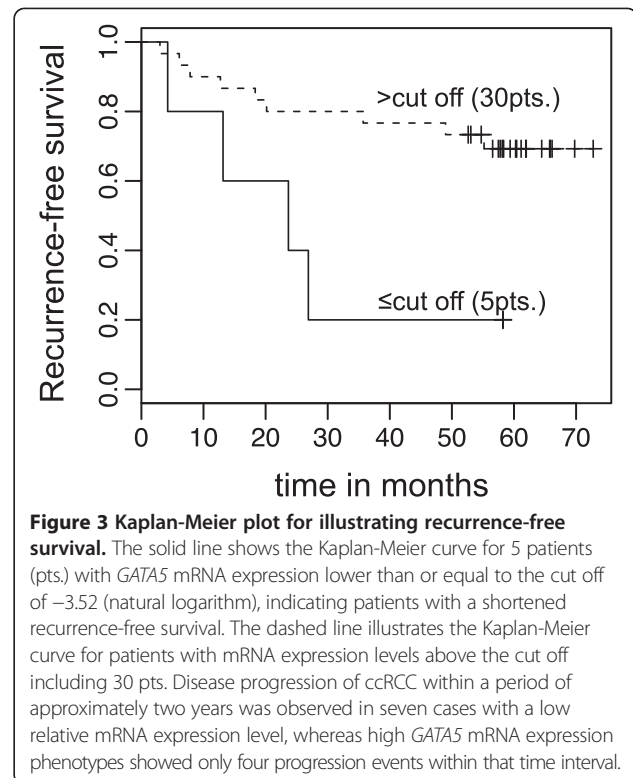 Recurrence-free survival
1.0
0.8
0.6
0.4
0.2
0.0
>cut off (30pts.)
≤cut off (5pts.)
0 10 20 30 40 50 60 70
time in months
Figure 3 Kaplan-Meier plot for illustrating recurrence-free
survival. The solid line shows the Kaplan-Meier curve for 5 patients
(pts.) with GATA5 mRNA expression lower than or equal to the cut off
of −3.52 (natural logarithm), indicating patients with a shortened
recurrence-free survival. The dashed line illustrates the Kaplan-Meier
curve for patients with mRNA expression levels above the cut off
including 30 pts. Disease progression of ccRCC within a period of
approximately two years was observed in seven cases with a low
relative mRNA expression level, whereas high GATA5 mRNA expression
phenotypes showed only four progression events within that time interval.